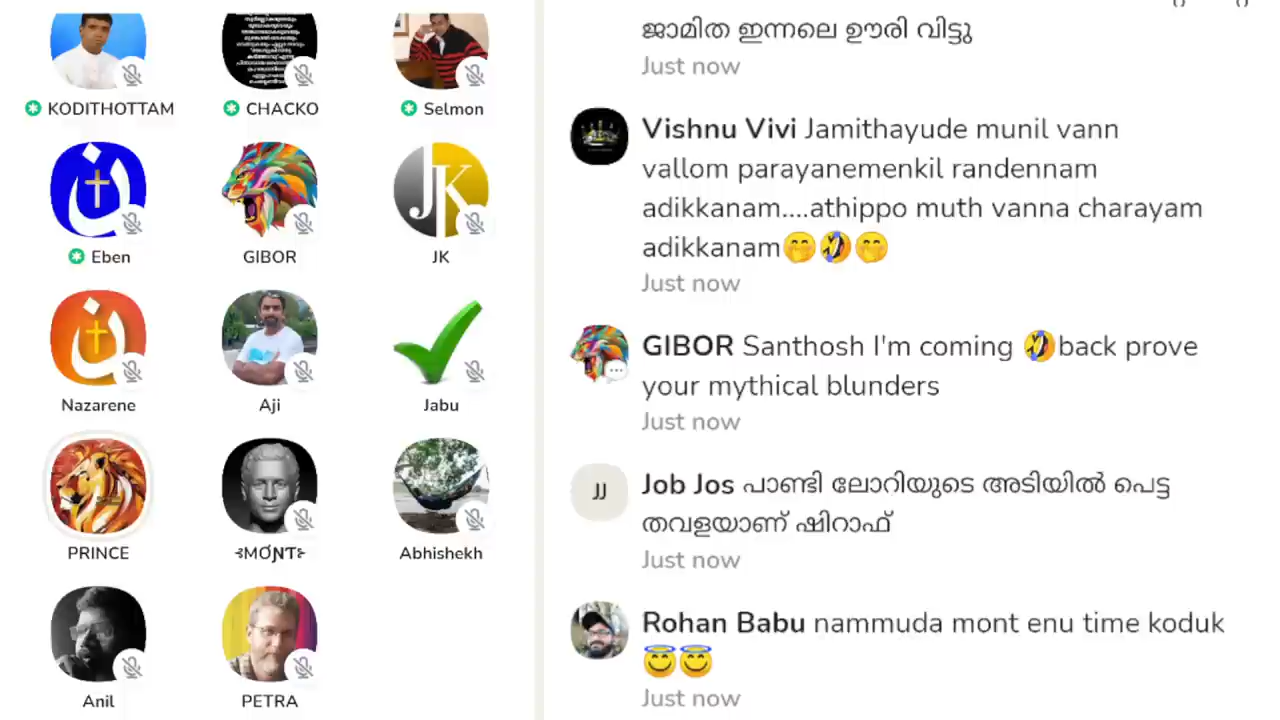 KODITHOTTAM
CHACKO
Selmon
Eben
GIBOR
JK
JK
Nazarene
Aji
Jabu
PRINCE
MƠƝT
Abhishekh
Anil
PETRA
ജാമിത ഇന്നലെ ഊരി വിട്ടു
Just now
Vishnu Vivi Jamithayude munil vann
vallom parayanemenkil randennam
adikkanam....athippo muth vanna charayam
adikkanam🤭🤣🤭
Just now
GIBOR Santhosh I'm coming 🤣back prove
your mythical blunders
Just now
JJ
Job Jos പാണ്ടി ലോറിയുടെ അടിയിൽ പെട്ട
തവളയാണ് ഷിറാഫ്
Just now
Rohan Babu nammuda mont enu time koduk
😇😇
Just now